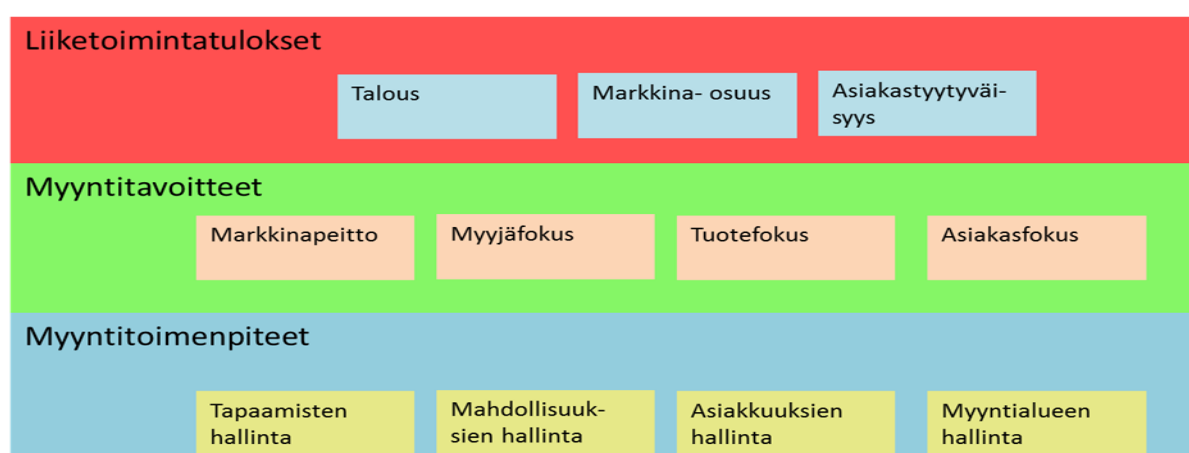 Liiketoimintatulokset
Talous
Markkina- osuus
Asiakastyytyväi-
syys
Myyntitavoitteet
Markkinapeitto
Myyjäfokus
Tuotefokus
Asiakasfokus
Myyntitoimenpiteet
Tapaamisten
hallinta
Mahdollisuuk-
sien hallinta
Asiakkuuksien
hallinta
Myyntialueen
hallinta